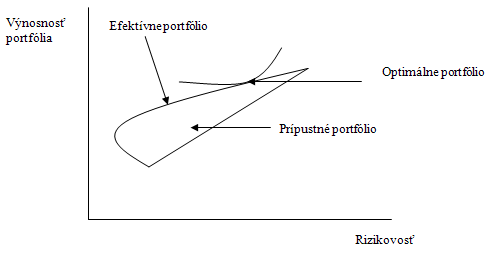 Výnosnosť
portfólia
Efektívne portfólio
Optimálne portfólio
Prípustné portfólio
Rizikovosť